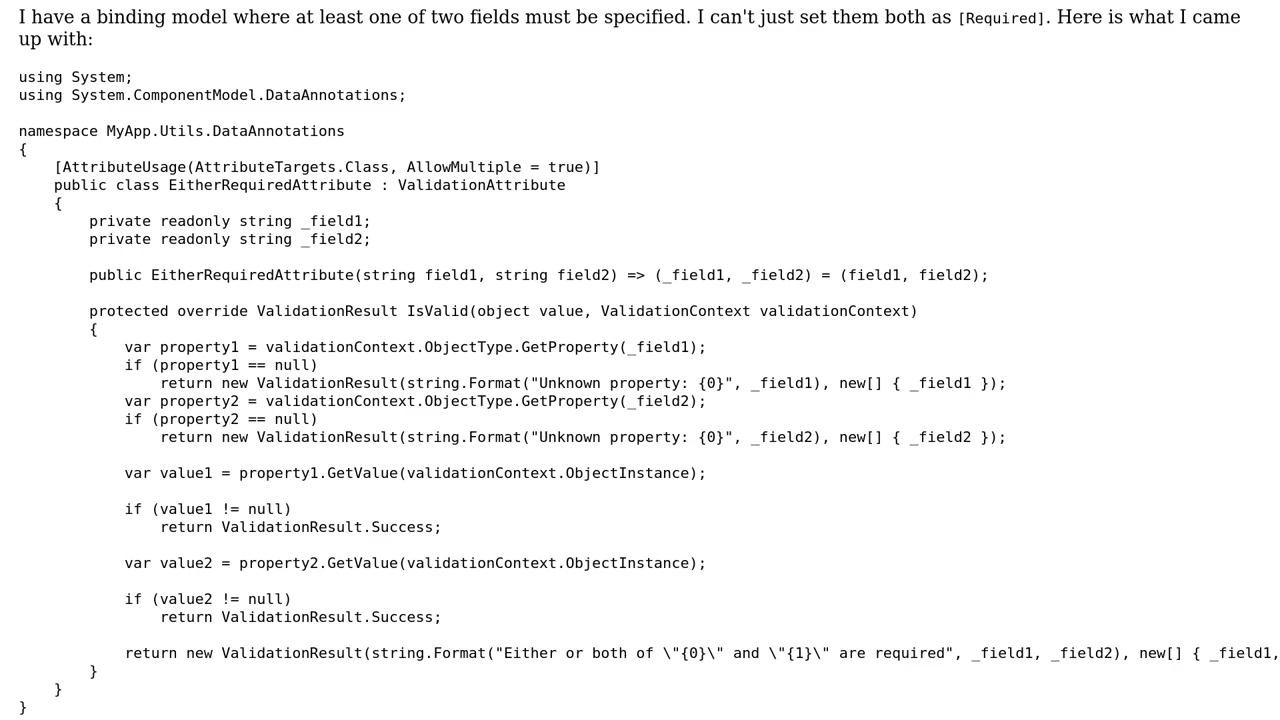 I have a binding model where at least one of two fields must be specified. I can't just set them both as [Required]. Here is what I came
up with:
using System;
using System.ComponentModel.DataAnnotations;
namespace MyApp.Utils.DataAnnotations
{
    [AttributeUsage(AttributeTargets.Class, AllowMultiple = true)]
    public class EitherRequiredAttribute : ValidationAttribute
    {
        private readonly string _field1;
        private readonly string _field2;
        public EitherRequiredAttribute(string field1, string field2) => (_field1, _field2) = (field1, field2);
        protected override ValidationResult IsValid(object value, ValidationContext validationContext)
        {
            var property1 = validationContext.ObjectType.GetProperty(_field1);
            if (property1 == null)
                return new ValidationResult(string.Format("Unknown property: {0}", _field1), new[] { _field1 });
            var property2 = validationContext.ObjectType.GetProperty(_field2);
            if (property2 == null)
                return new ValidationResult(string.Format("Unknown property: {0}", _field2), new[] { _field2 });
            var value1 = property1.GetValue(validationContext.ObjectInstance);
            if (value1 != null)
                return ValidationResult.Success;
            var value2 = property2.GetValue(validationContext.ObjectInstance);
            if (value2 != null)
                return ValidationResult.Success;
            return new ValidationResult(string.Format("Either or both of \"{0}\" and \"{1}\" are required", _field1, _field2), new[] { _field1,
        }
    }
}